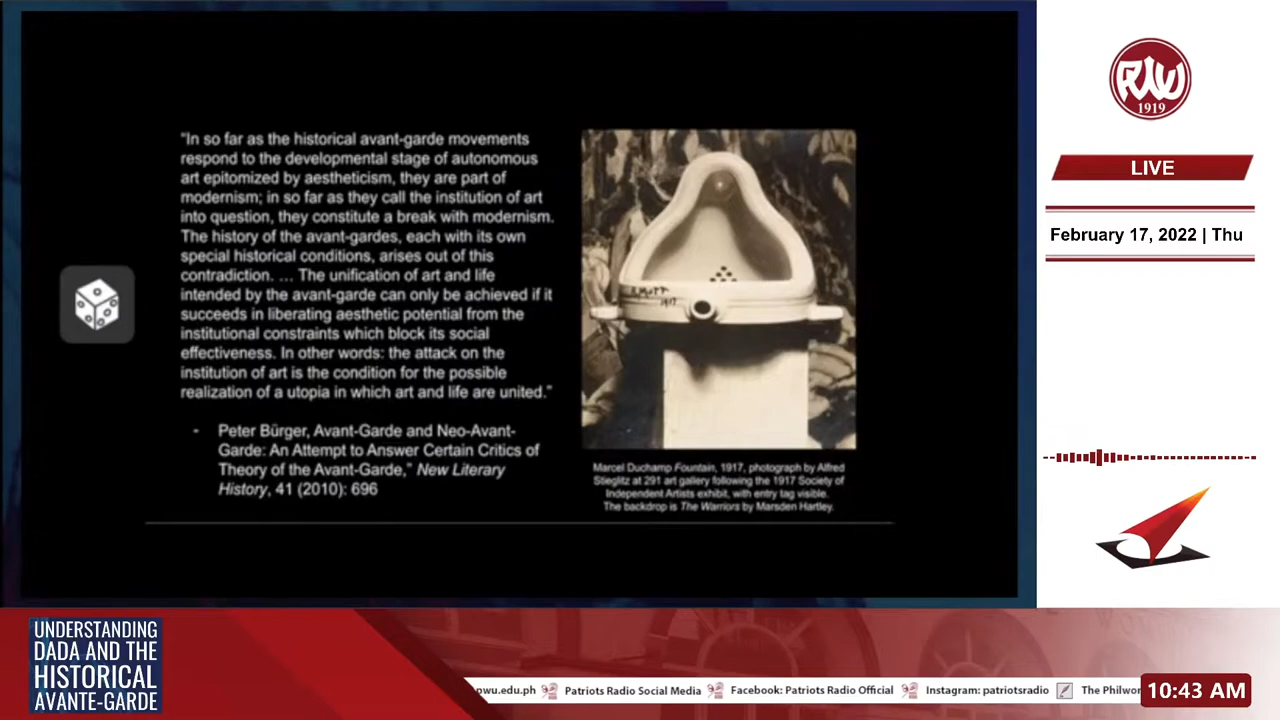 "In so far as the historical avant-garde movements
respond to the developmental stage of autonomous
art epitomized by aestheticism, they are part of
modernism; in so far as they call the institution of art
into question, they constitute a break with modernism.
The history of the avant-gardes, each with its own
special historical conditions, arises out of this
contradiction. ... The unification of art and life
intended by the avant-garde can only be achieved if it
succeeds in liberating aesthetic potential from the
institutional constraints which block its social
effectiveness. In other words: the attack on the
institution of art is the condition for the possible
realization of a utopia in which art and life are united."
- Peter Bürger, Avant-Garde and Neo-Avant-
Garde: An Attempt to Answer Certain Critics of
Theory of the Avant-Garde," New Literary
History, 41 (2010): 696
R. MUTT
1917
Marcel Duchamp Fountain, 1917, photograph by Alfred
Stieglitz at 291 art gallery following the 1917 Society of
Independent Artists exhibit, with entry tag visible.
The backdrop is The Warriors by Marsden Hartley.
1919
LIVE
February 17, 2022 | Thu
UNDERSTANDING
DADA AND THE
HISTORICAL
AVANTE-GARDE
pwu.edu.ph Patriots Radio Social Media Facebook: Patriots Radio Official Instagram: patriotsradio The Philwom
10:43 AM